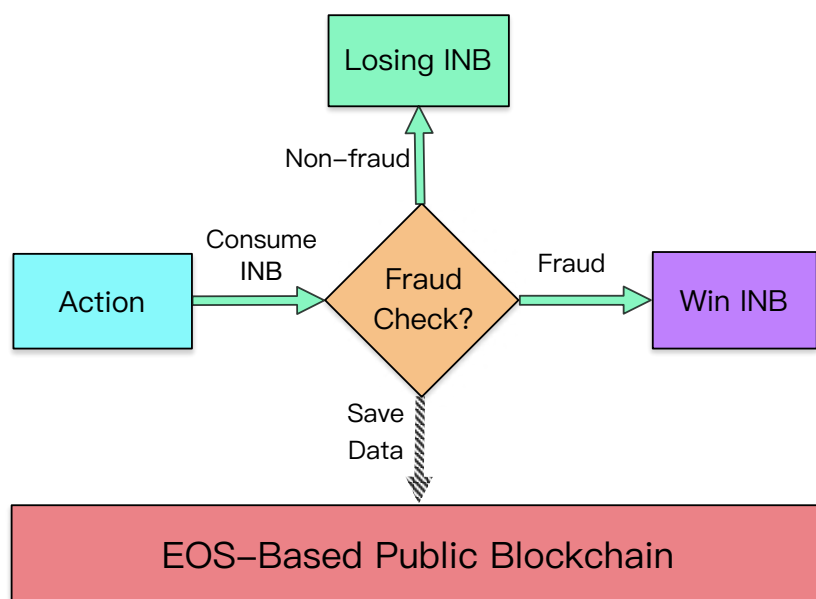 Losing INB
Non-fraud
Consume
INB
Action
Fraud
Check?
Fraud
Win INB
Save
Data
EOS-Based Public Blockchain